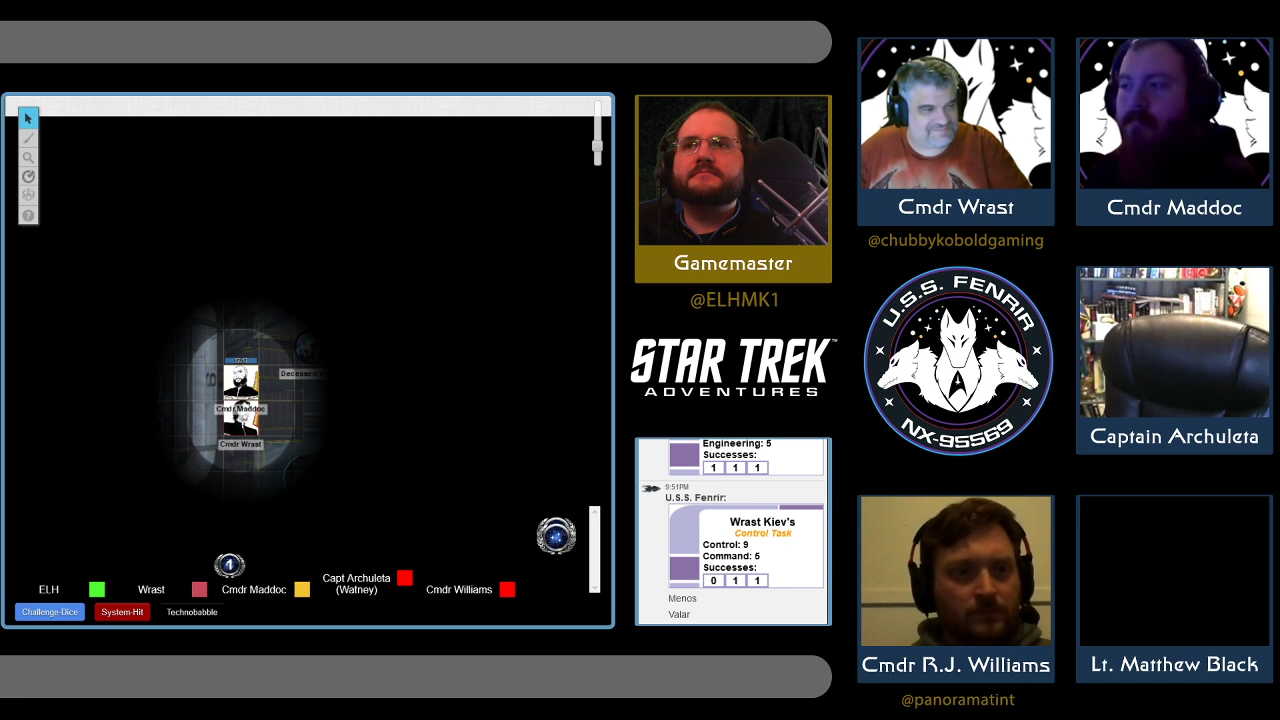 13/13
Deceased
Cmdr Maddoc
Cmdr Wrast
ELH
Wrast
Cmdr Maddoc
Capt Archuleta
(Watney)
Cmdr Williams
Challenge-Dice
System-Hit
Technobabble
Gamemaster
@ELHMK1
STAR TREK
ADVENTURES
Engineering: 5
Successes:
1 1 1
9:51PM
U.S.S. Fenrir:
Wrast Kiev's
Control Task
Control: 9
Command: 5
Successes:
0 1 1
Menos
Valar
Cmdr Wrast
@chubbykoboldgaming
Cmdr Maddoc
U.S.S. FENRIR
NX-95569
Captain Archuleta
Cmdr R.J. Williams
@panoramatint
Lt. Matthew Black